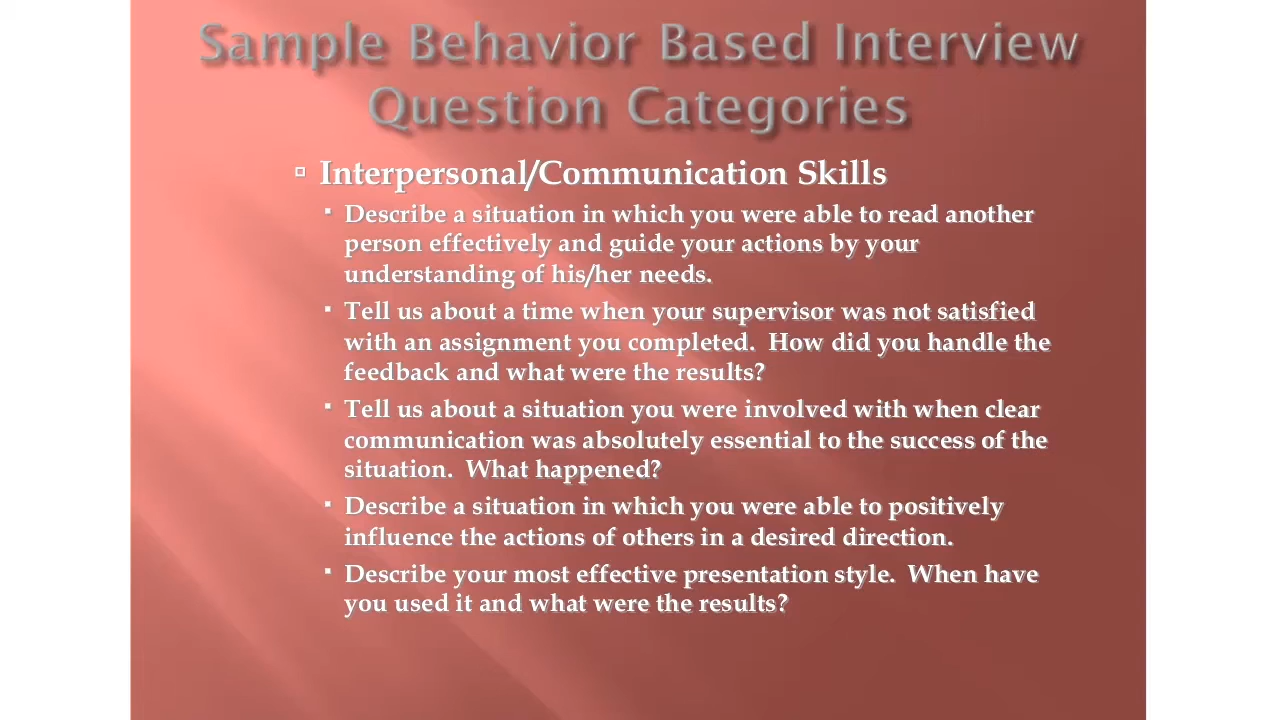 Sample Behavior Based Interview
Question Categories
Interpersonal/Communication Skills
Describe a situation in which you were able to read another
person effectively and guide your actions by your
understanding of his/her needs.
Tell us about a time when your supervisor was not satisfied
with an assignment you completed.  How did you handle the
feedback and what were the results?
Tell us about a situation you were involved with when clear
communication was absolutely essential to the success of the
situation.  What happened?
Describe a situation in which you were able to positively
influence the actions of others in a desired direction.
Describe your most effective presentation style.  When have
you used it and what were the results?